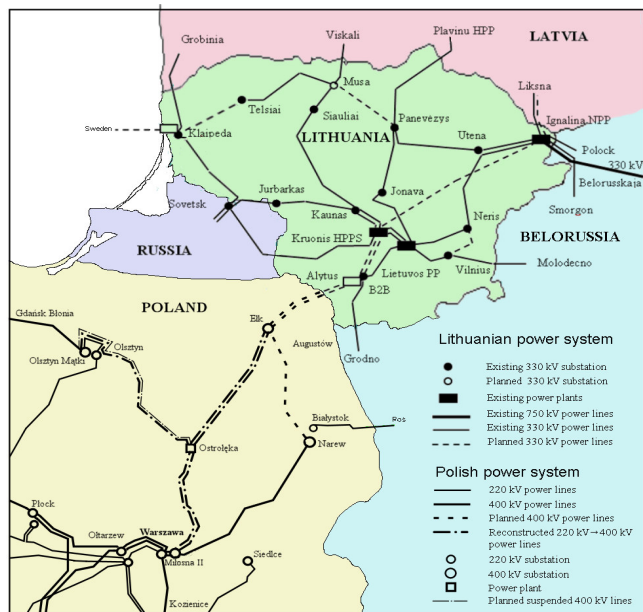 Grobinia
Viskali
Plavinu HPP
LATVIA
Liksna
Musa
Telsiai
Siauliai
Panevezys
Ignalina NPP
Sweden
Klaipeda
LITHUANIA
Utena
Polock
330 kV
Belorusskaja
Smorgon
Jurbarkas
Jonava
Sovetsk
Kaunas
Neris
RUSSIA
Kruonis HPPS
BELORUSSIA
Alytus
Lietuvos PP
Vilnius
Molodecno
B2B
POLAND
Gdańsk Błonia
Ełk
Augustów
Grodno
Olsztyn
Olsztyn Mątki
Białystok
Roś
Narew
Ostrołęka
Płock
Ołtarzew
Warszawa
Miłosna II
Siedlce
Kozienice
Lithuanian power system
Existing 330 kV substation
Planned 330 kV substation
Existing power plants
Existing 750 kV power lines
Existing 330 kV power lines
Planned 330 kV power lines
Polish power system
220 kV power lines
400 kV power lines
Planned 400 kV power lines
Reconstructed 220 kV→400 kV
power lines
220 kV substation
400 kV substation
Power plant
Planned suspended 400 kV lines